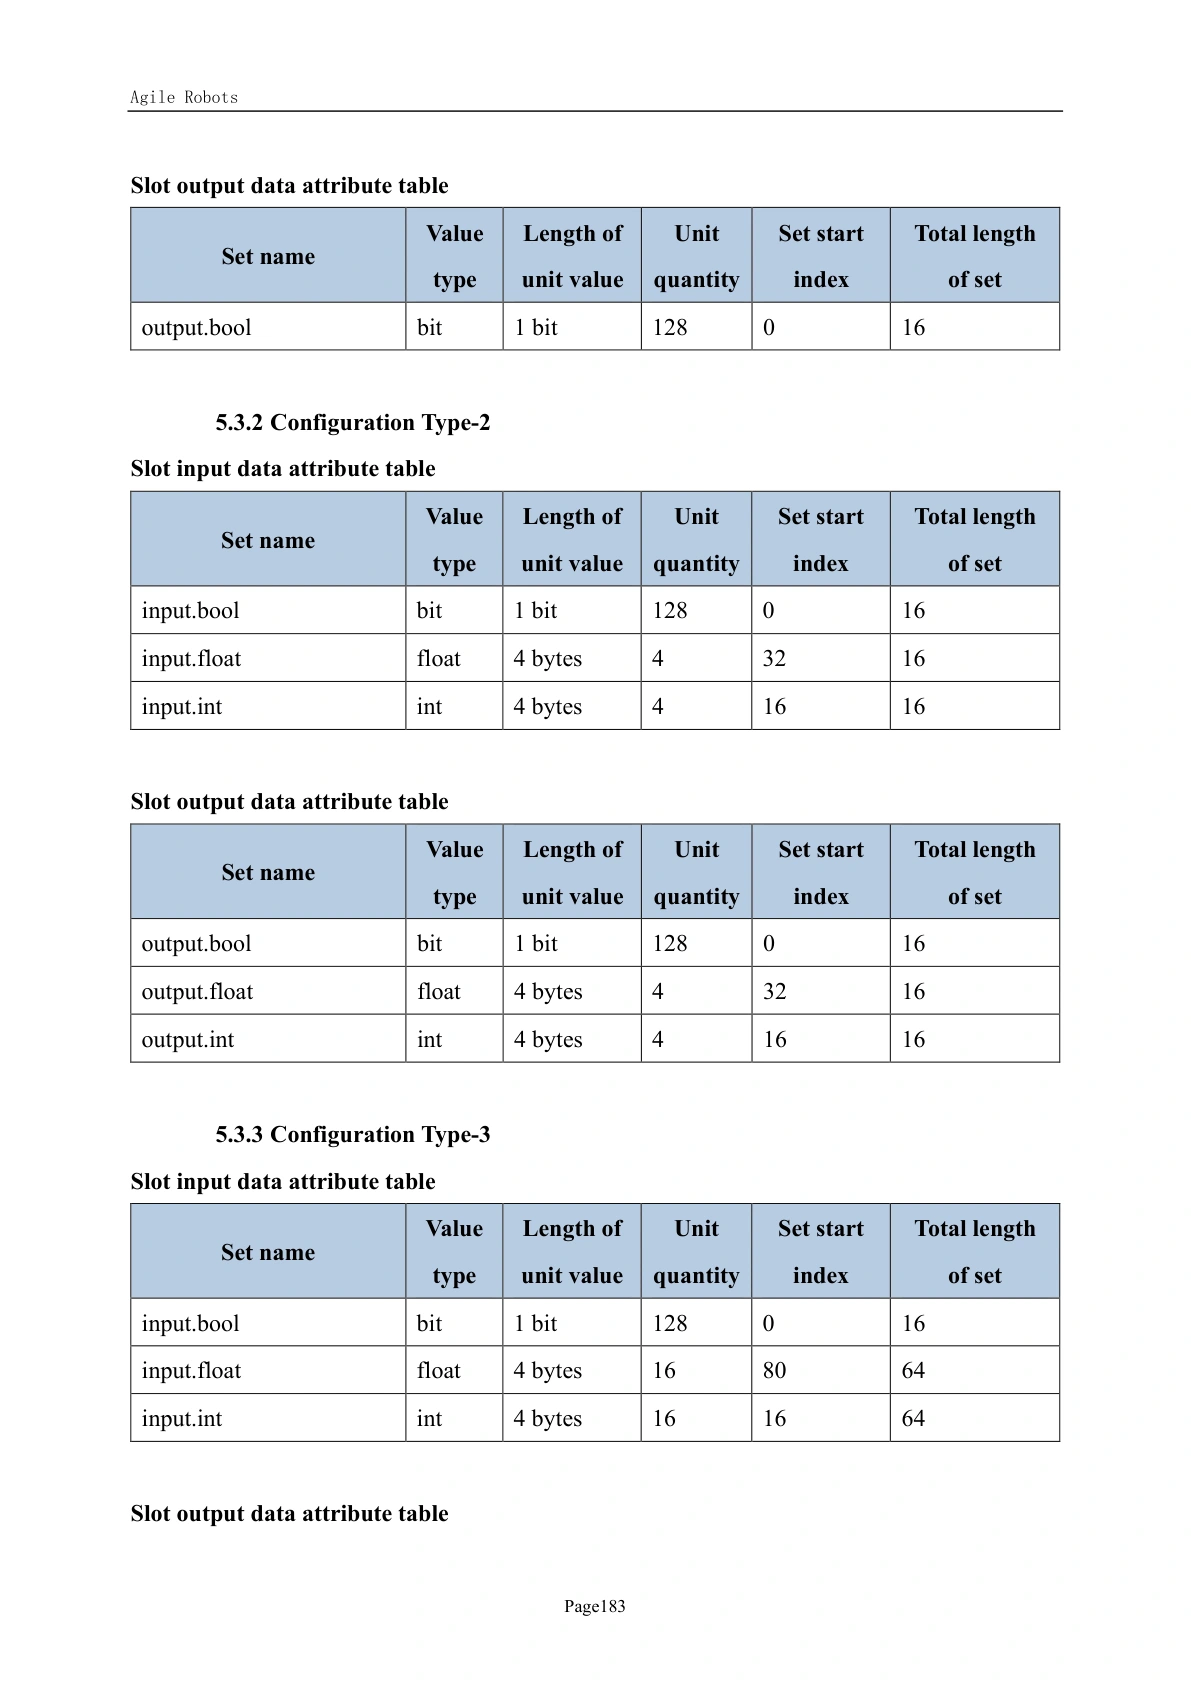 Agile Robots
Slot output data attribute table
Set name Value type Length of unit value Unit quantity Set start index Total length of set
output.bool bit 1 bit 128 0 16
5.3.2 Configuration Type-2
Slot input data attribute table
Set name Value type Length of unit value Unit quantity Set start index Total length of set
input.bool bit 1 bit 128 0 16
input.float float 4 bytes 4 32 16
input.int int 4 bytes 4 16 16
Slot output data attribute table
Set name Value type Length of unit value Unit quantity Set start index Total length of set
output.bool bit 1 bit 128 0 16
output.float float 4 bytes 4 32 16
output.int int 4 bytes 4 16 16
5.3.3 Configuration Type-3
Slot input data attribute table
Set name Value type Length of unit value Unit quantity Set start index Total length of set
input.bool bit 1 bit 128 0 16
input.float float 4 bytes 16 80 64
input.int int 4 bytes 16 16 64
Slot output data attribute table
Page183